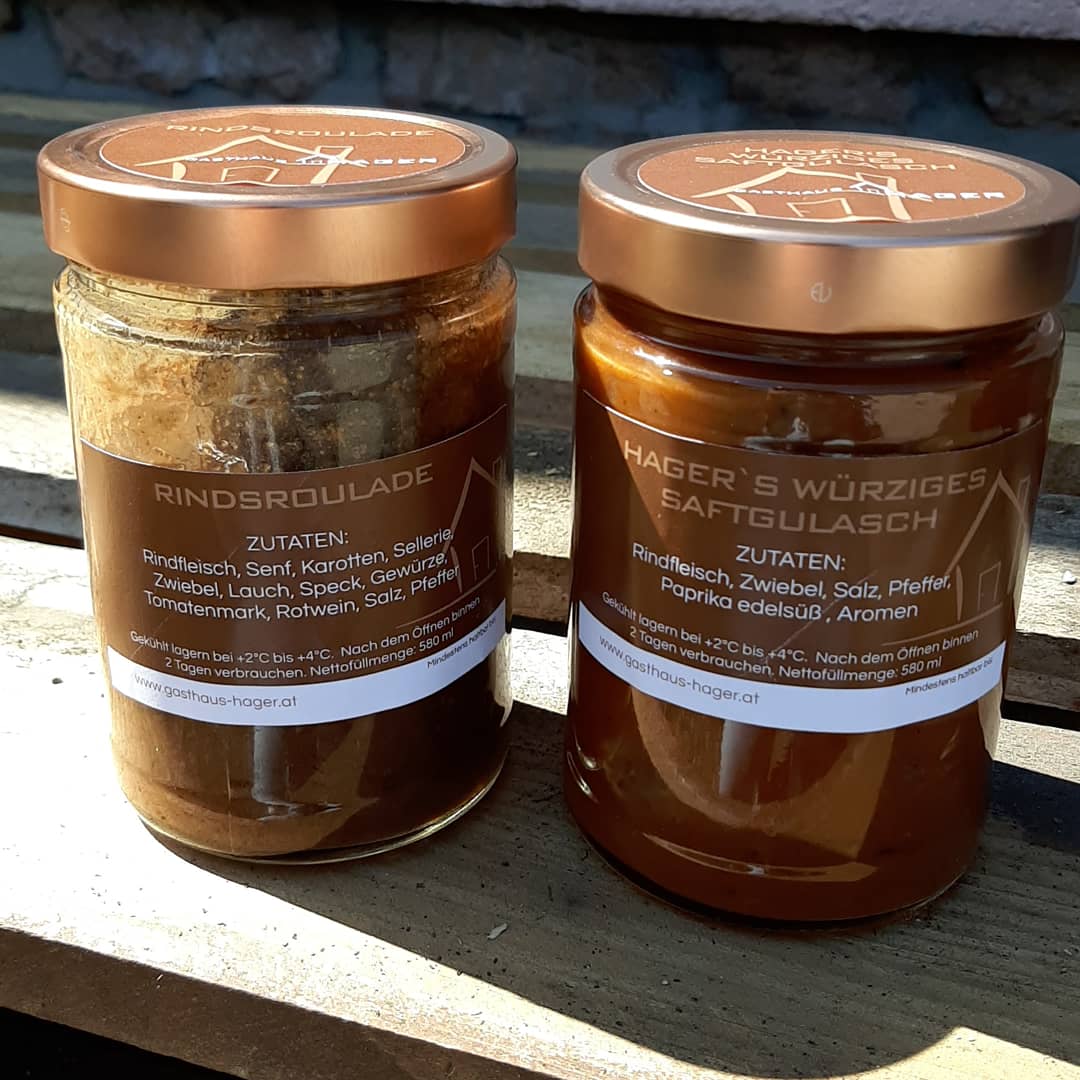 RINDSROULADE
GASTHAUS HAGER
RINDSROULADE
ZUTATEN:
Rindfleisch, Senf, Karotten, Sellerie,
Zwiebel, Lauch, Speck, Gewürze,
Tomatenmark, Rotwein, Salz, Pfeffer
Gekühlt lagern bei +2°C bis +4°C. Nach dem Öffnen binnen
2 Tagen verbrauchen. Nettofüllmenge: 580 ml
Mindestens haltbar bis
www.gasthaus-hager.at
HAGER'S
WÜRZIGES
SAFTGULASCH
GASTHAUS HAGER
HAGER`S WÜRZIGES
SAFTGULASCH
ZUTATEN:
Rindfleisch, Zwiebel, Salz, Pfeffer,
Paprika edelsüß , Aromen
Gekühlt lagern bei +2°C bis +4°C. Nach dem Öffnen binnen
2 Tagen verbrauchen. Nettofüllmenge: 580 ml
Mindestens haltbar bis
www.gasthaus-hager.at